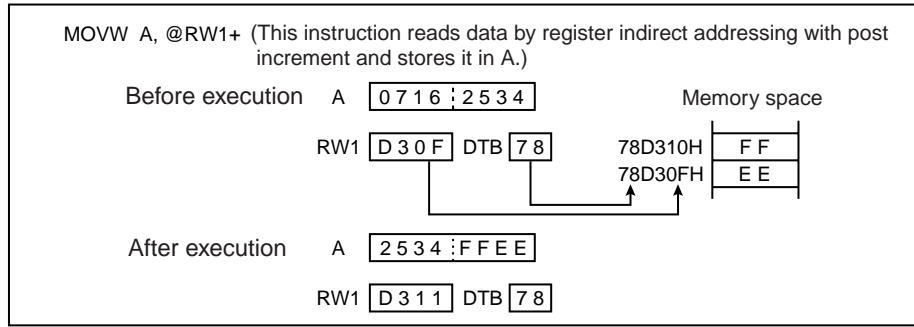 MOVW A, @RW1+ (This instruction reads data by register indirect addressing with post
increment and stores it in A.)
Before execution A 0716 2534 Memory space
RW1 D30F DTB 78 78D310H FF
78D30FH EE
After execution A 2534 FFEE
RW1 D311 DTB 78